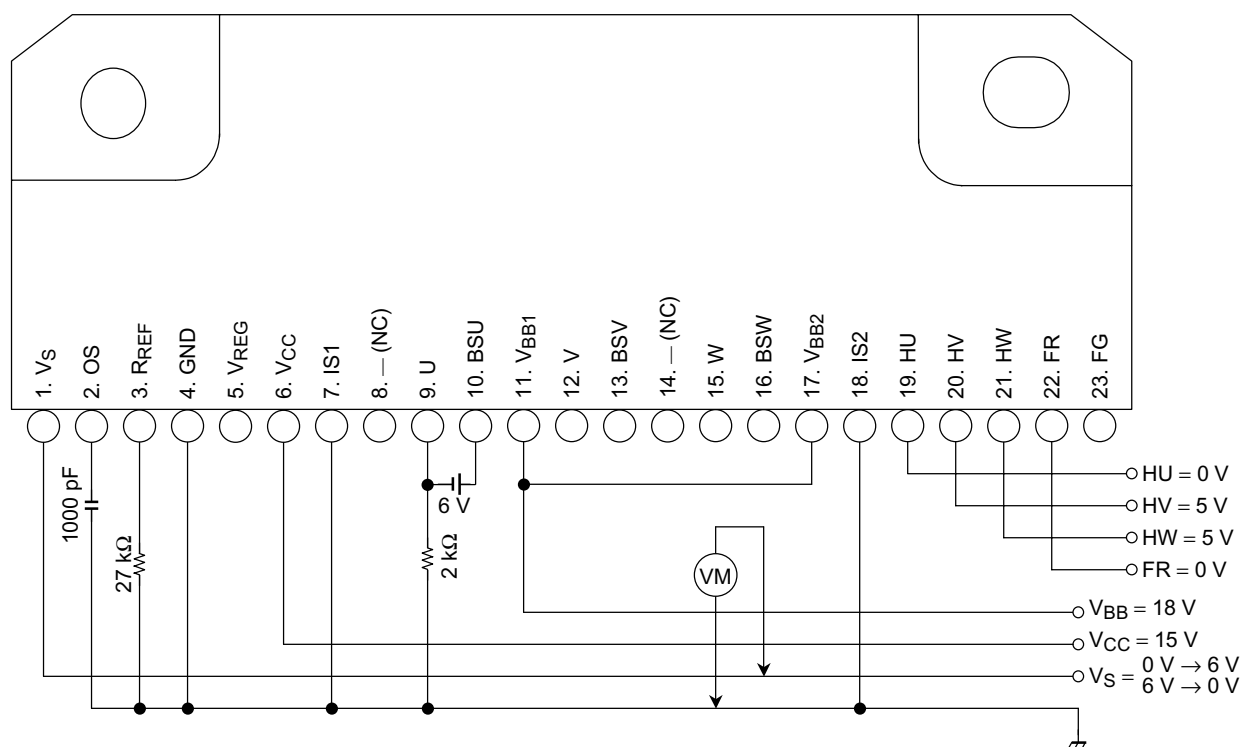 1. VS
2. OS
3. RREF
4. GND
5. VREG
6. VCC
7. IS1
8. — (NC)
9. U
10. BSU
11. VBB1
12. V
13. BSV
14. — (NC)
15. W
16. BSW
17. VBB2
18. IS2
19. HU
20. HV
21. HW
22. FR
23. FG
1000 pF
27 kΩ
6 V
2 kΩ
VM
HU = 0 V
HV = 5 V
HW = 5 V
FR = 0 V
VBB = 18 V
VCC = 15 V
VS = 0 V → 6 V
6 V → 0 V